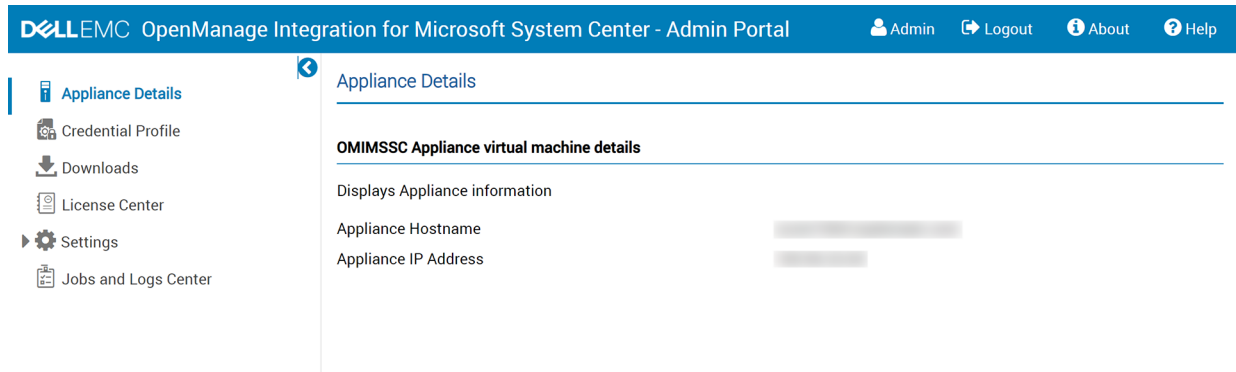 DELLEMC OpenManage Integration for Microsoft System Center - Admin Portal Admin Logout About Help
Appliance Details
Credential Profile
Downloads
License Center
Settings
Jobs and Logs Center
Appliance Details
OMIMSSC Appliance virtual machine details
Displays Appliance information
Appliance Hostname
Appliance IP Address